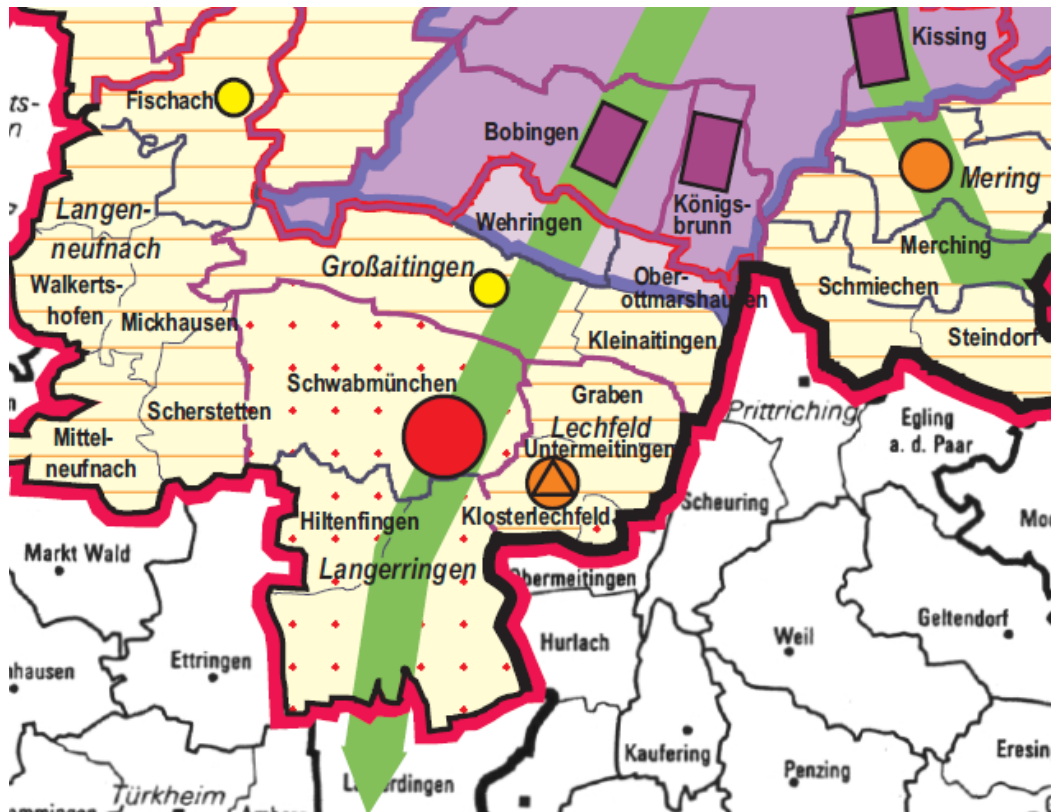 Kissing
Fischach
ts-
n
Bobingen
Mering
Langen-
neufnach
Königs-
brunn
Wehringen
Merching
Großaitingen
Ober-
ottmarshausen
Schmiechen
Walkerts-
hofen
Mickhausen
Kleinaitingen
Steindorf
Schwabmünchen
Graben
Scherstetten
Lechfeld
Prittriching
Egling
a. d. Paar
Mittel-
neufnach
Untermeitingen
Scheuring
Hiltenfingen
Klosterlechfeld
Markt Wald
Langerringen
Obermeitingen
Geltendorf
Hurlach
Weil
Ettringen
nhausen
Kaufering
Eresin
Penzing
Türkheim